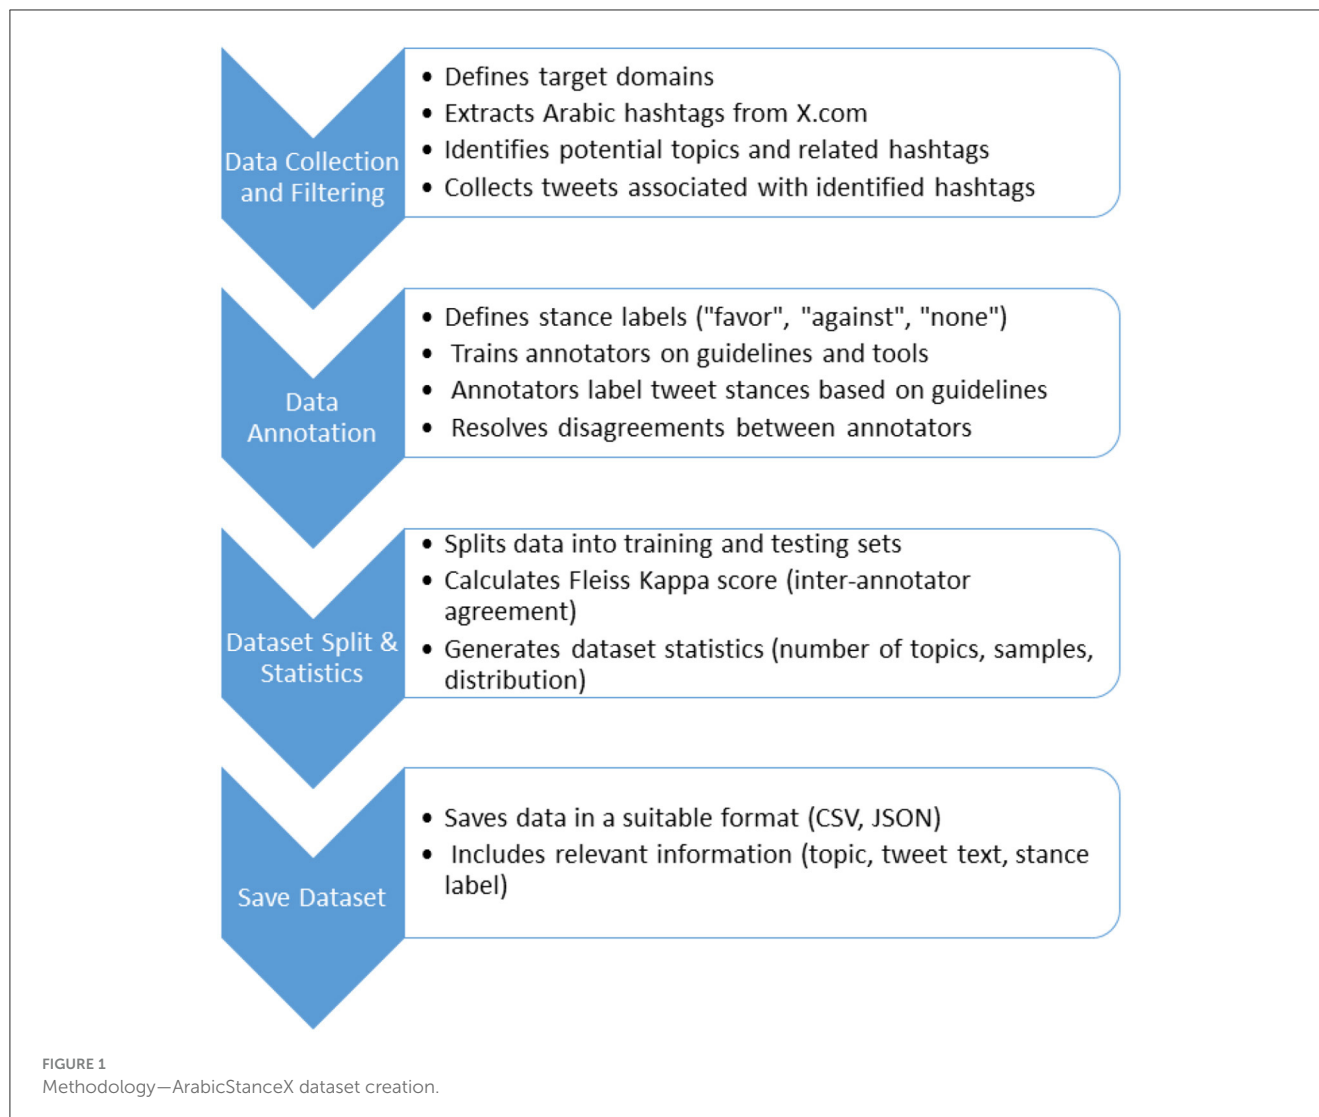 Data Collection
and Filtering
• Defines target domains
• Extracts Arabic hashtags from X.com
• Identifies potential topics and related hashtags
• Collects tweets associated with identified hashtags
Data
Annotation
• Defines stance labels ("favor", "against", "none")
• Trains annotators on guidelines and tools
• Annotators label tweet stances based on guidelines
• Resolves disagreements between annotators
Dataset Split &
Statistics
• Splits data into training and testing sets
• Calculates Fleiss Kappa score (inter-annotator
agreement)
• Generates dataset statistics (number of topics, samples,
distribution)
Save Dataset
• Saves data in a suitable format (CSV, JSON)
• Includes relevant information (topic, tweet text, stance
label)
FIGURE 1
Methodology—ArabicStanceX dataset creation.